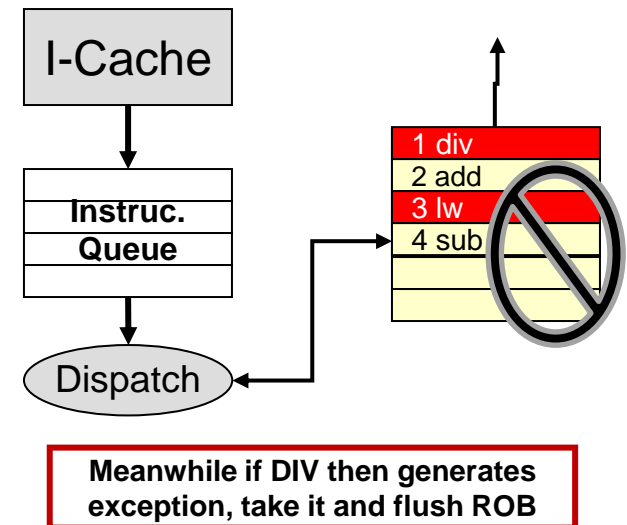 I-Cache
Instruc.
Queue
Dispatch
1 div
2 add
3 lw
4 sub
Meanwhile if DIV then generates
exception, take it and flush ROB